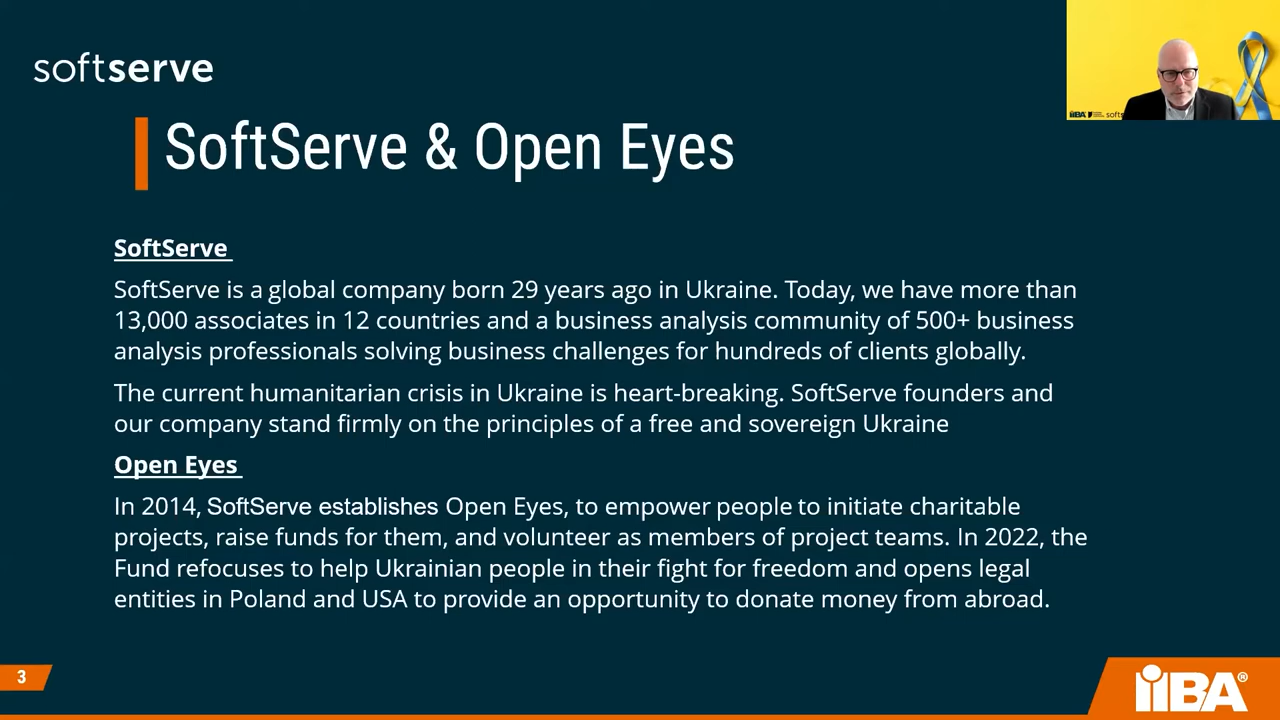 softserve
SoftServe & Open Eyes
SoftServe
SoftServe is a global company born 29 years ago in Ukraine. Today, we have more than
13,000 associates in 12 countries and a business analysis community of 500+ business
analysis professionals solving business challenges for hundreds of clients globally.
The current humanitarian crisis in Ukraine is heart-breaking. SoftServe founders and
our company stand firmly on the principles of a free and sovereign Ukraine
Open Eyes
In 2014, SoftServe establishes Open Eyes, to empower people to initiate charitable
projects, raise funds for them, and volunteer as members of project teams. In 2022, the
Fund refocuses to help Ukrainian people in their fight for freedom and opens legal
entities in Poland and USA to provide an opportunity to donate money from abroad.
3
iiBA®
iiBA